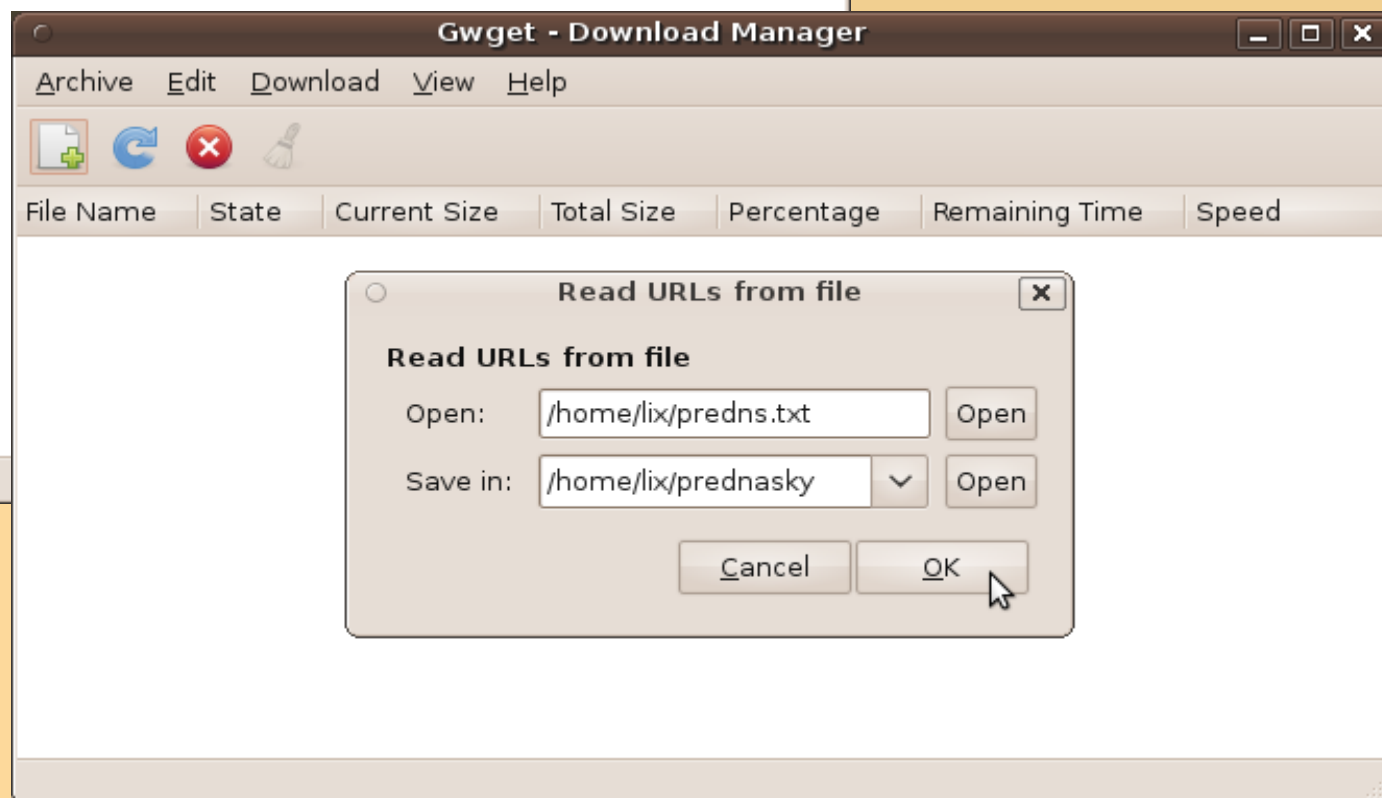 Gwget - Download Manager
Archive Edit Download View Help
File Name State Current Size Total Size Percentage Remaining Time Speed
Read URLs from file
Read URLs from file
Open: /home/lix/predns.txt Open
Save in: /home/lix/prednasky Open
Cancel OK